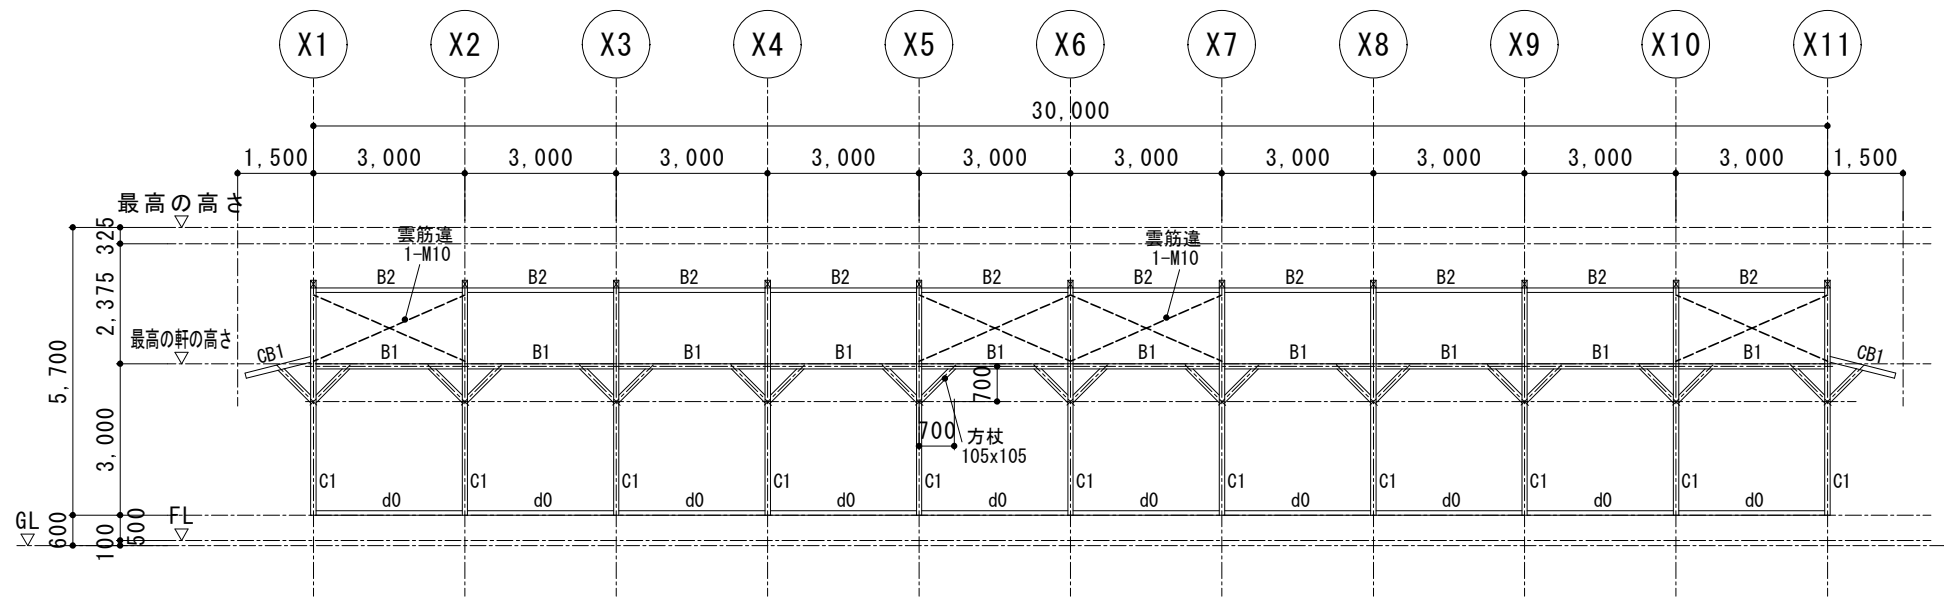 X1 X2 X3 X4 X5 X6 X7 X8 X9 X10 X11
30,000
1,500 3,000 3,000 3,000 3,000 3,000 3,000 3,000 3,000 3,000 3,000 1,500
最高の高さ
325
雲筋違
1-M10
雲筋違
1-M10
B2 B2 B2 B2 B2 B2 B2 B2 B2 B2
2,375
最高の軒の高さ
CB1 B1 B1 B1 B1 B1 B1 B1 B1 B1 B1 CB1
5,700
700
3,000
700
方杖
105x105
C1 C1 C1 C1 C1 C1 C1 C1 C1 C1 C1
d0 d0 d0 d0 d0 d0 d0 d0 d0 d0
GL
600
100
500
FL